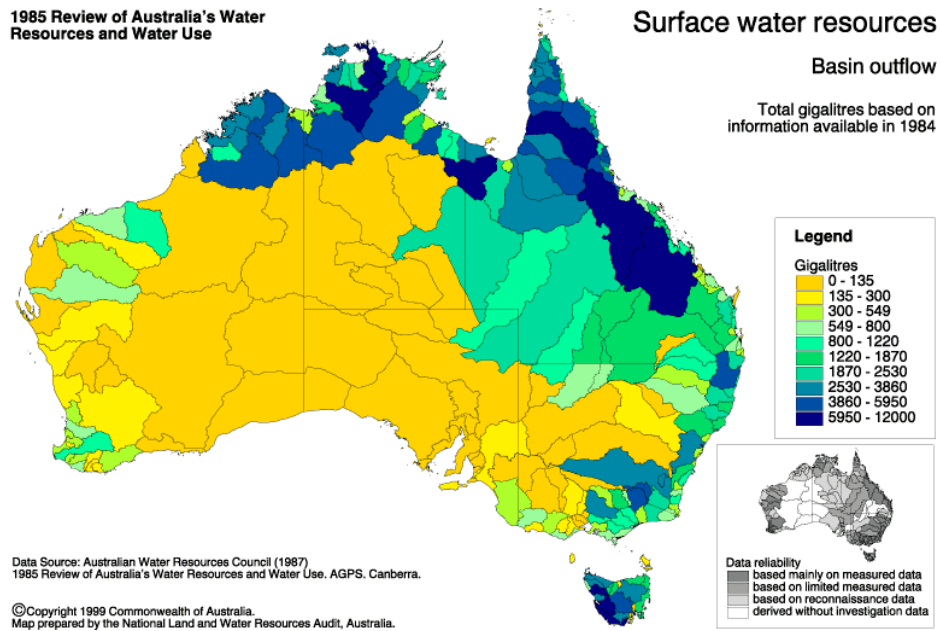 1985 Review of Australia's Water
Resources and Water Use
Surface water resources
Basin outflow
Total gigalitres based on
information available in 1984
Legend
Gigalitres
0 - 135
135 - 300
300 - 549
549 - 800
800 - 1220
1220 - 1870
1870 - 2530
2530 - 3860
3860 - 5950
5950 - 12000
Data reliability
based mainly on measured data
based on limited measured data
based on reconnaissance data
derived without investigation data
Data Source: Australian Water Resources Council (1987)
1985 Review of Australia's Water Resources and Water Use. AGPS. Canberra.
©Copyright 1999 Commonwealth of Australia.
Map prepared by the National Land and Water Resources Audit, Australia.